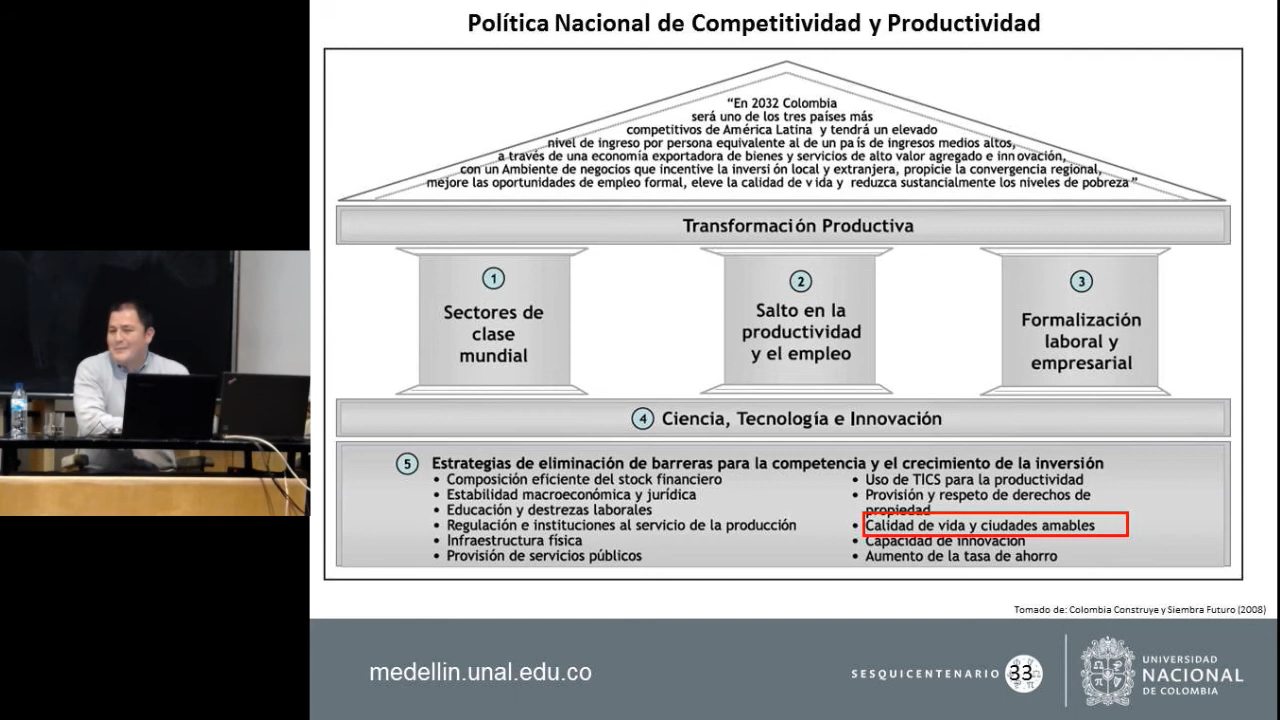 Política Nacional de Competitividad y Productividad
“En 2032 Colombia
será uno de los tres países más
competitivos de América Latina y tendrá un elevado
nivel de ingreso por persona equivalente al de un país de ingresos medios altos,
a través de una economía exportadora de bienes y servicios de alto valor agregado e innovación,
con un Ambiente de negocios que incentive la inversión local y extranjera, propicie la convergencia regional,
mejore las oportunidades de empleo formal, eleve la calidad de vida y reduzca sustancialmente los niveles de pobreza”
Transformación Productiva
1
Sectores de
clase
mundial
2
Salto en la
productividad
y el empleo
3
Formalización
laboral y
empresarial
4 Ciencia, Tecnología e Innovación
5 Estrategias de eliminación de barreras para la competencia y el crecimiento de la inversión
• Composición eficiente del stock financiero
• Estabilidad macroeconómica y jurídica
• Educación y destrezas laborales
• Regulación e instituciones al servicio de la producción
• Infraestructura física
• Provisión de servicios públicos
• Uso de TICS para la productividad
• Provisión y respeto de derechos de
propiedad
• Calidad de vida y ciudades amables
• Capacidad de innovación
• Aumento de la tasa de ahorro
Tomado de: Colombia Construye y Siembra Futuro (2008)
medellin.unal.edu.co
SESQUICENTENARIO
33
UNIVERSIDAD
NACIONAL
DE COLOMBIA